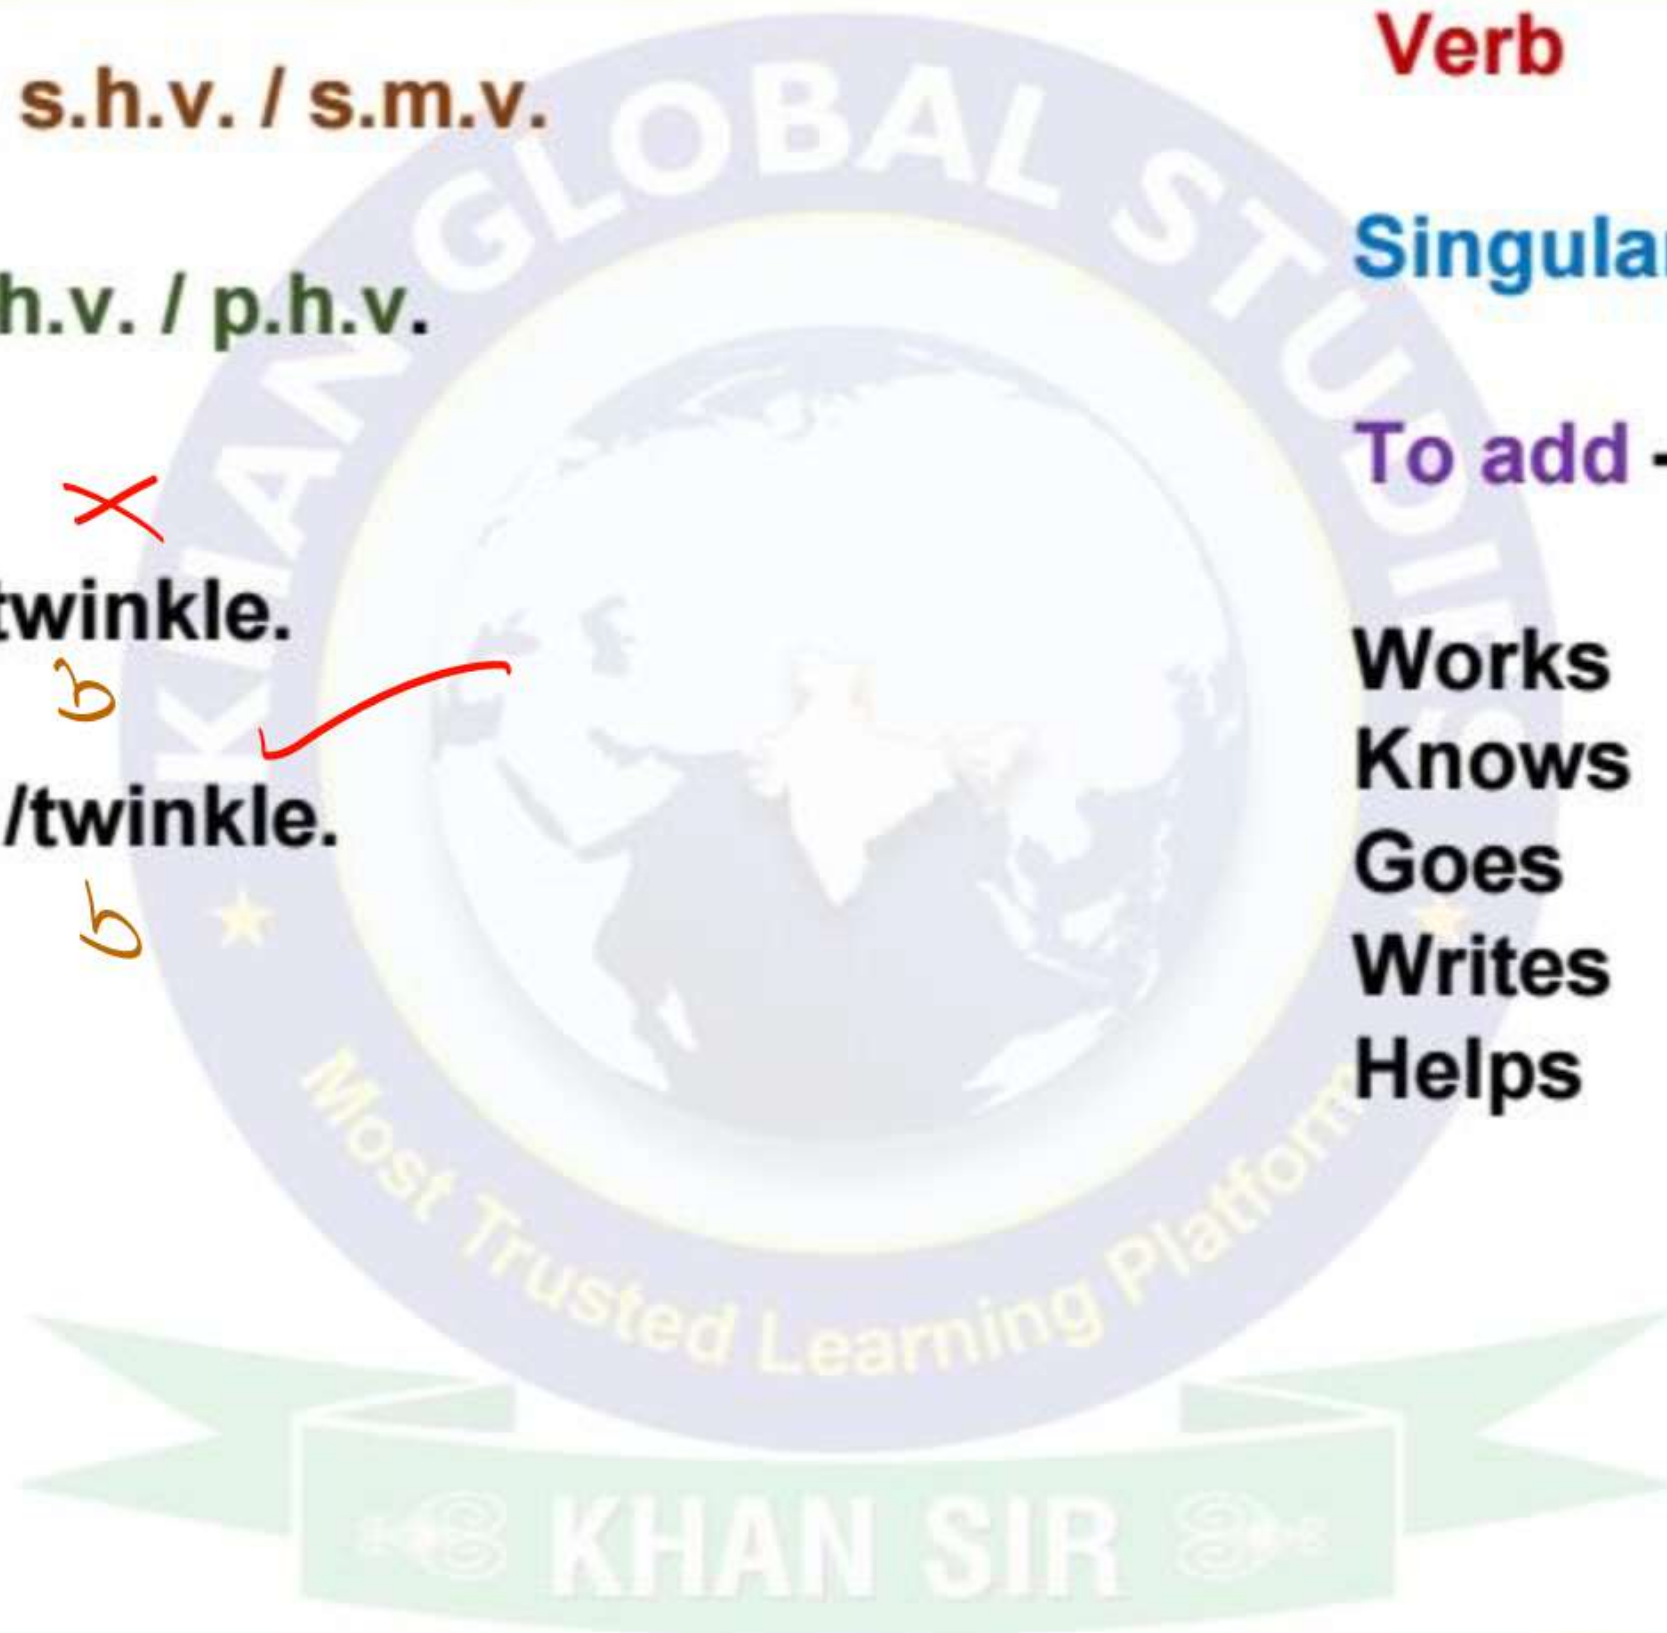 s.h.v. / s.m.v.
h.v. / p.h.v.
twinkle.
b
/twinkle.
b
Verb
Singular
To add -
Works
Knows
Goes
Writes
Helps
KHAN GLOBAL STUDIES
Most Trusted Learning Platform
KHAN SIR